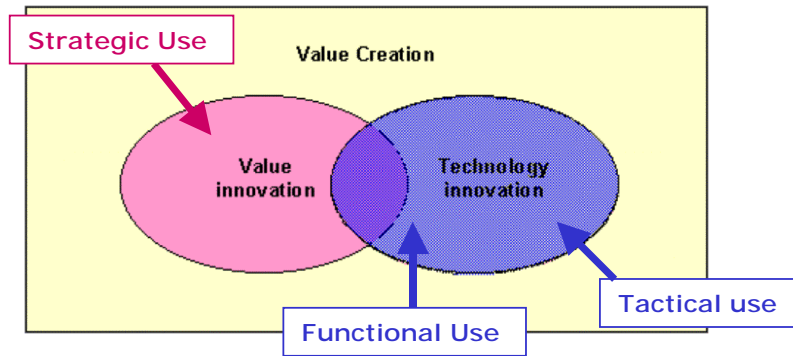 Strategic Use
Value Creation
Value
innovation
Technology
innovation
Tactical use
Functional Use